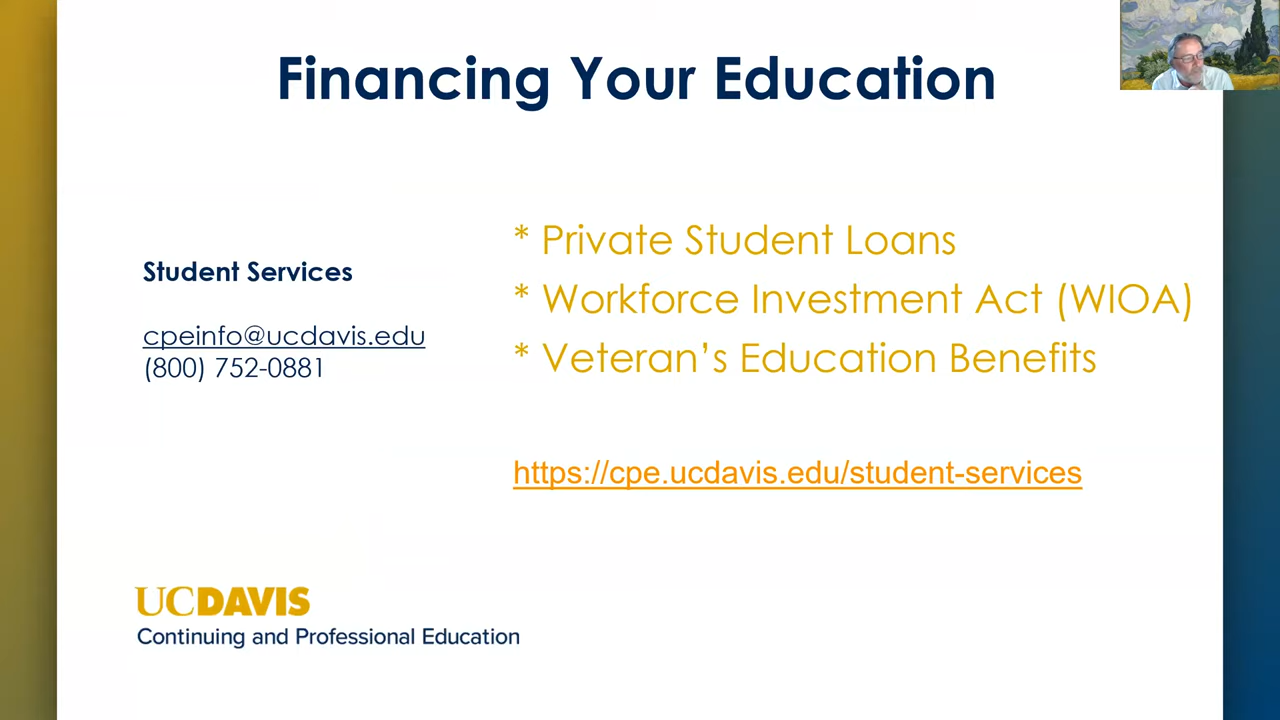 Financing Your Education
Student Services
cpeinfo@ucdavis.edu
(800) 752-0881
* Private Student Loans
* Workforce Investment Act (WIOA)
* Veteran’s Education Benefits
https://cpe.ucdavis.edu/student-services
UCDAVIS
Continuing and Professional Education